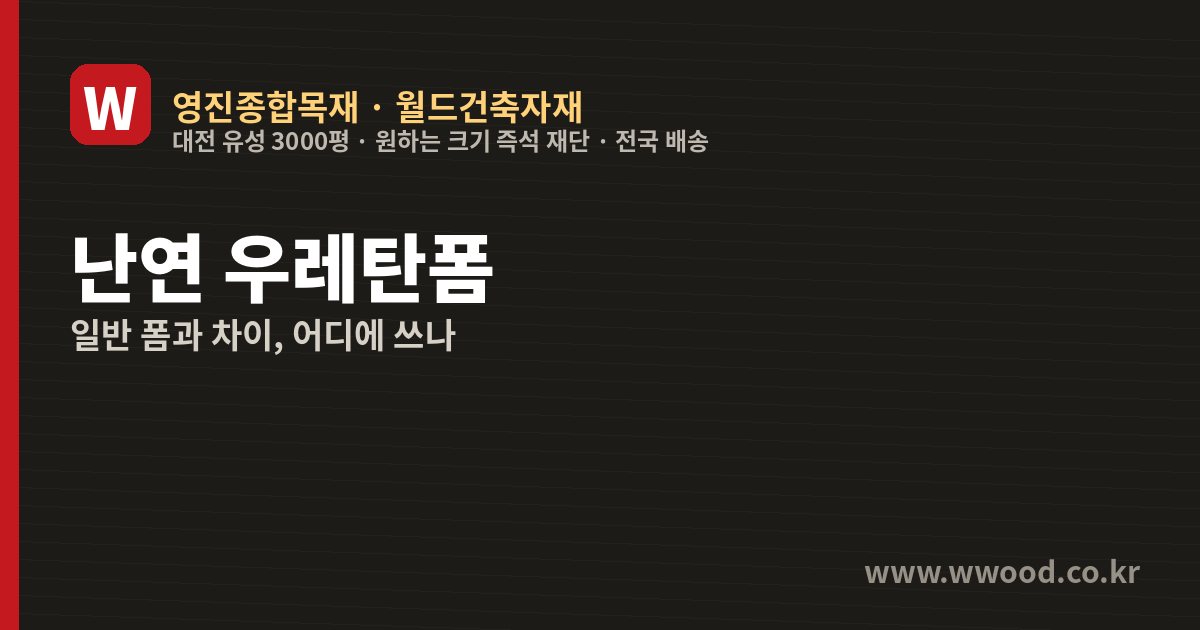 W
영진종합목재 · 월드건축자재
대전 유성 3000평 · 원하는 크기 즉석 재단 · 전국 배송
난연 우레탄폼
일반 폼과 차이, 어디에 쓰나
www.wwood.co.kr